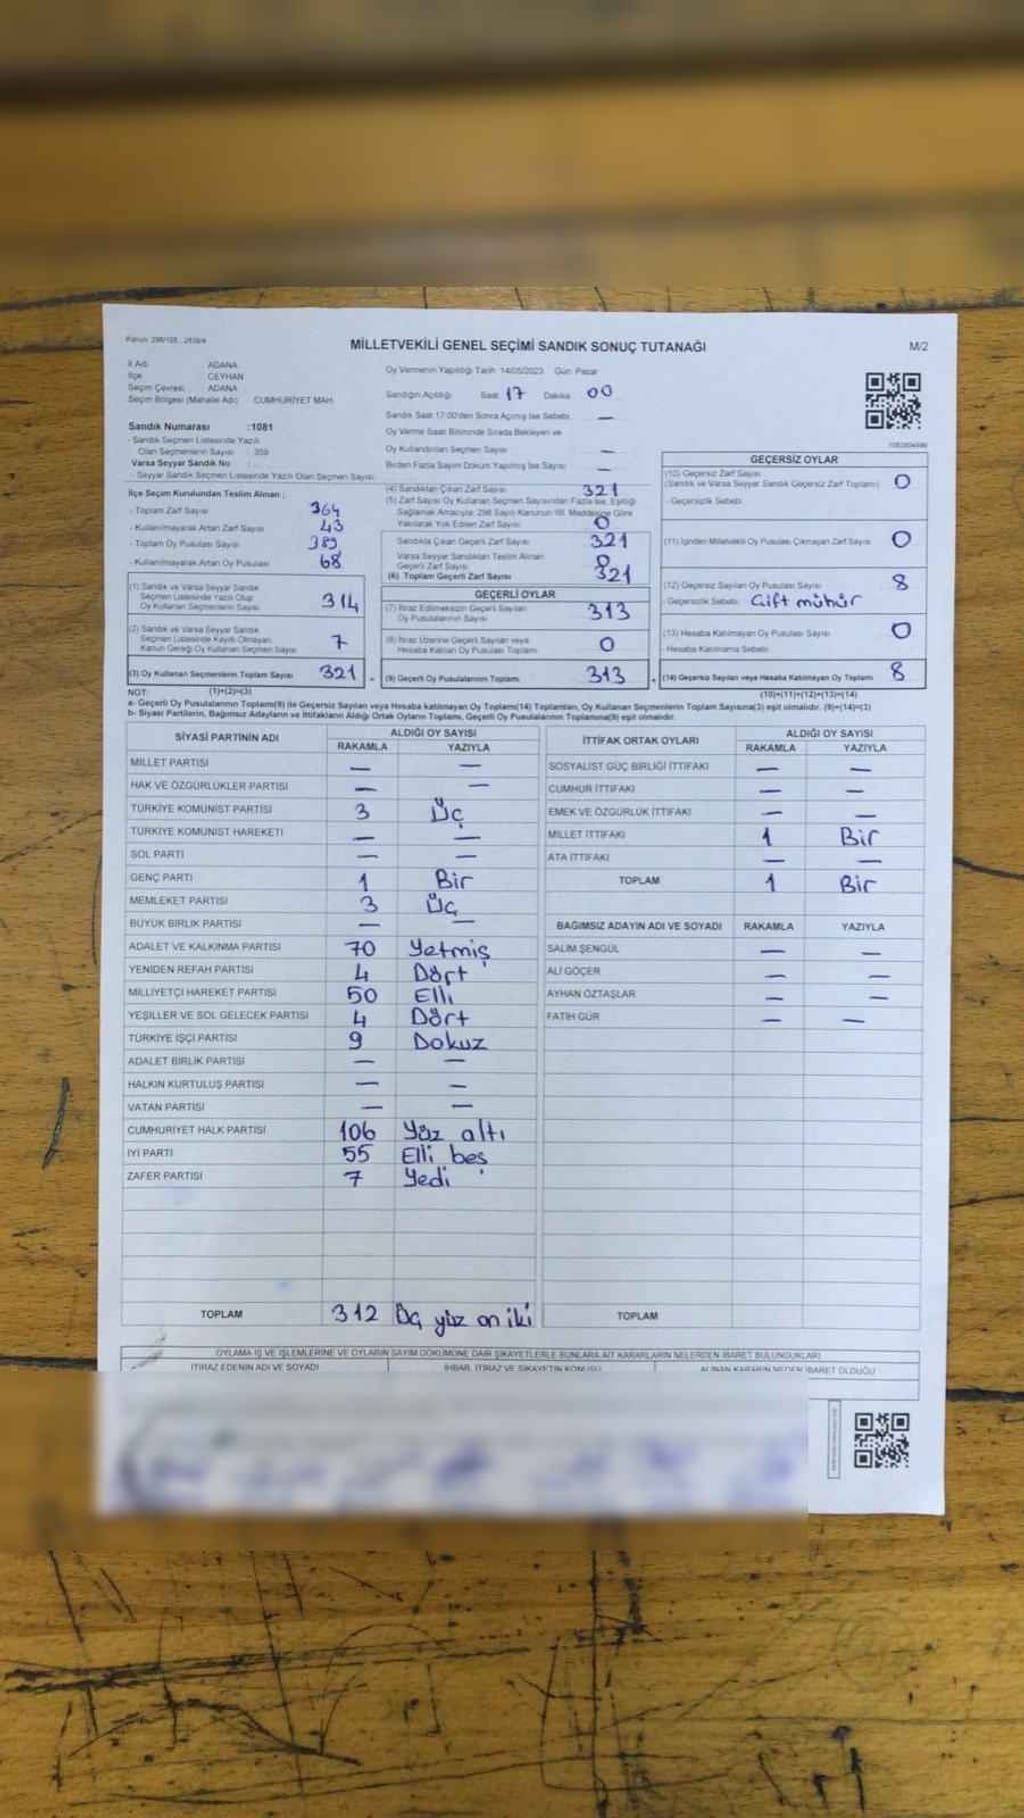 MİLLETVEKİLİ GENEL SEÇİMİ SANDIK SONUÇ TUTANAĞI
M/2
İl Adı : ADANA
İlçe : CEYHAN
Seçim Çevresi : ADANA
Seçim Bölgesi (Mahalle Adı) : CUMHURİYET MAH.
Sandık Numarası :1081
- Sandık Seçmen Listesinde Yazılı
Olan Seçmenlerin Sayısı : 359
Varsa Seyyar Sandık No
- Seyyar Sandık Seçmen Listesinde Yazılı Olan Seçmen Sayısı
Oy Vermenin Yapıldığı Tarih: 14/05/2023 Gün: Pazar
Sandığın Açıldığı Saat 17 Dakika 00
Sandık Saat 17:00'den Sonra Açılmış İse Sebebi —
Oy Verme Saati Bitiminde Sırada Bekleyen ve
Oy Kullandırılan Seçmen Sayısı —
Birden Fazla Sayım Döküm Yapılmış İse Sayısı —
İlçe Seçim Kurulundan Teslim Alınan ;
- Toplam Zarf Sayısı 364
- Kullanılmayarak Artan Zarf Sayısı 43
- Toplam Oy Pusulası Sayısı 389
- Kullanılmayarak Artan Oy Pusulası 68
(1) Sandık ve Varsa Seyyar Sandık
Seçmen Listesinde Yazılı Olup
Oy Kullanan Seçmenlerin Sayısı 314
(2) Sandık ve Varsa Seyyar Sandık
Seçmen Listesinde Kayıtlı Olmayan
Kanun Gereği Oy Kullanan Seçmen Sayısı 7
(3) Oy Kullanan Seçmenlerin Toplam Sayısı 321
(1)+(2)=(3)
(4) Sandıktan Çıkan Zarf Sayısı 321
(5) Zarf Sayısı Oy Kullanan Seçmen Sayısından Fazla İse, Eşitliği
Sağlamak Amacıyla; 298 Sayılı Kanunun 98. Maddesine Göre
Yakılarak Yok Edilen Zarf Sayısı 0
Sandıkta Çıkan Geçerli Zarf Sayısı 321
Varsa Seyyar Sandıktan Teslim Alınan
Geçerli Zarf Sayısı 0
(6) Toplam Geçerli Zarf Sayısı 321
GEÇERLİ OYLAR
(7) İtiraz Edilmeksizin Geçerli Sayılan
Oy Pusulalarının Sayısı 313
(8) İtiraz Üzerine Geçerli Sayılan veya
Hesaba Katılan Oy Pusulaları Toplamı 0
(9) Geçerli Oy Pusulalarının Toplamı 313
GEÇERSİZ OYLAR
(10) Geçersiz Zarf Sayısı
(Sandık ve Varsa Seyyar Sandık Geçersiz Zarf Toplamı) 0
- Geçersizlik Sebebi:
(11) İçinden Milletvekili Oy Pusulası Çıkmayan Zarf Sayısı 0
(12) Geçersiz Sayılan Oy Pusulası Sayısı 8
- Geçersizlik Sebebi: Çift mühür
(13) Hesaba Katılmayan Oy Pusulası Sayısı 0
- Hesaba Katılmama Sebebi:
(14) Geçersiz Sayılan veya Hesaba Katılmayan Oy Toplamı 8
(10)+(11)+(12)+(13)=(14)
NOT:
a- Geçerli Oy Pusulalarının Toplamı(9) ile Geçersiz Sayılan veya Hesaba katılmayan Oy Toplamı(14) Toplamları, Oy Kullanan Seçmenlerin Toplam Sayısına(3) eşit olmalıdır. (9)+(14)=(3)
b- Siyasi Partilerin, Bağımsız Adayların ve İttifakların Aldığı Ortak Oyların Toplamı, Geçerli Oy Pusulalarının Toplamına(9) eşit olmalıdır.
SİYASİ PARTİNİN ADI
ALDIĞI OY SAYISI
RAKAMLA YAZIYLA
MİLLET PARTİSİ — —
HAK VE ÖZGÜRLÜKLER PARTİSİ — —
TÜRKİYE KOMÜNİST PARTİSİ 3 Üç
TÜRKİYE KOMÜNİST HAREKETİ — —
SOL PARTİ — —
GENÇ PARTİ 1 Bir
MEMLEKET PARTİSİ 3 Üç
BÜYÜK BİRLİK PARTİSİ — —
ADALET VE KALKINMA PARTİSİ 70 Yetmiş
YENİDEN REFAH PARTİSİ 4 Dört
MİLLİYETÇİ HAREKET PARTİSİ 50 Elli
YEŞİLLER VE SOL GELECEK PARTİSİ 4 Dört
TÜRKİYE İŞÇİ PARTİSİ 9 Dokuz
ADALET BİRLİK PARTİSİ — —
HALKIN KURTULUŞ PARTİSİ — —
VATAN PARTİSİ — —
CUMHURİYET HALK PARTİSİ 106 Yüz altı
İYİ PARTİ 55 Elli beş
ZAFER PARTİSİ 7 Yedi
TOPLAM 312 Üç yüz on iki
İTTİFAK ORTAK OYLARI
ALDIĞI OY SAYISI
RAKAMLA YAZIYLA
SOSYALİST GÜÇ BİRLİĞİ İTTİFAKI — —
CUMHUR İTTİFAKI — —
EMEK VE ÖZGÜRLÜK İTTİFAKI — —
MİLLET İTTİFAKI 1 Bir
ATA İTTİFAKI — —
TOPLAM 1 Bir
BAĞIMSIZ ADAYIN ADI VE SOYADI RAKAMLA YAZIYLA
SALİM ŞENGÜL — —
ALİ GÖÇER — —
AYHAN ÖZTAŞLAR — —
FATİH GÜR — —
TOPLAM
OYLAMA İŞ VE İŞLEMLERİNE VE OYLARIN SAYIM DÖKÜMÜNE DAİR ŞİKAYETLERLE BUNLARA AİT KARARLARIN NELERDEN İBARET BULUNDUKLARI
İTİRAZ EDENİN ADI VE SOYADI
İHBAR, İTİRAZ VE ŞİKAYETİN KONUSU
ALINAN KARARIN NEDEN İBARET OLDUĞU